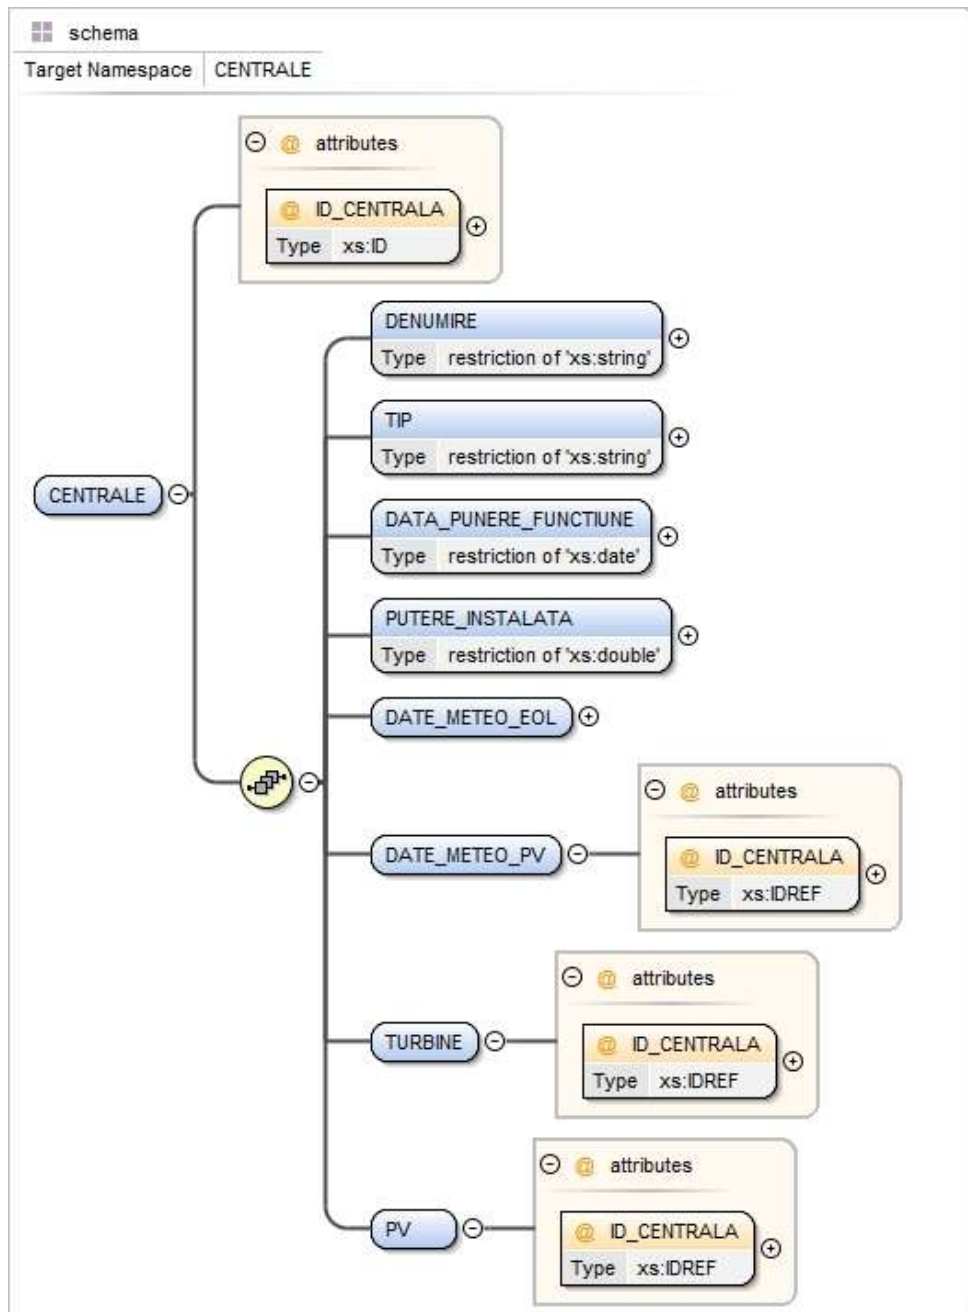 schema
Target Namespace CENTRALE
@ attributes
@ ID_CENTRALA
Type xs:ID
DENUMIRE
Type restriction of 'xs:string'
TIP
Type restriction of 'xs:string'
CENTRALE
DATA_PUNERE_FUNCTIUNE
Type restriction of 'xs:date'
PUTERE_INSTALATA
Type restriction of 'xs:double'
DATE_METEO_EOL
DATE_METEO_PV
@ attributes
@ ID_CENTRALA
Type xs:IDREF
TURBINE
@ attributes
@ ID_CENTRALA
Type xs:IDREF
PV
@ attributes
@ ID_CENTRALA
Type xs:IDREF